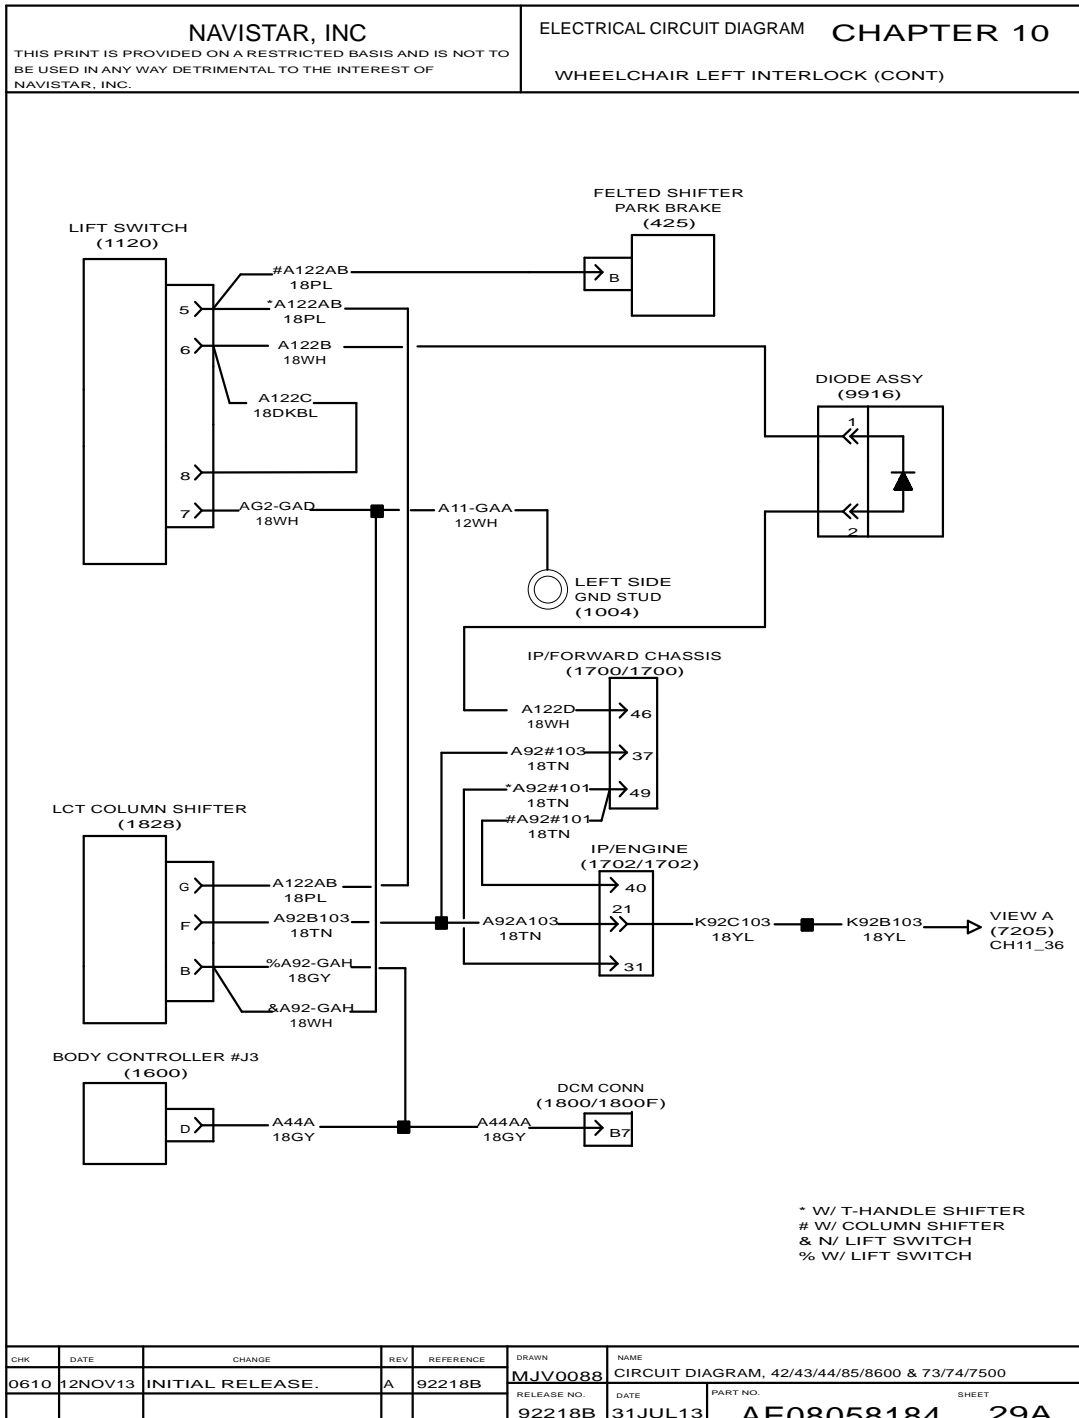 NAVISTAR, INC
THIS PRINT IS PROVIDED ON A RESTRICTED BASIS AND IS NOT TO
BE USED IN ANY WAY DETRIMENTAL TO THE INTEREST OF
NAVISTAR, INC.
ELECTRICAL CIRCUIT DIAGRAM CHAPTER 10
WHEELCHAIR LEFT INTERLOCK (CONT)
FELTED SHIFTER
PARK BRAKE
(425)
B
LIFT SWITCH
(1120)
5
6
8
7
#A122AB
18PL
*A122AB
18PL
A122B
18WH
A122C
18DKBL
AG2-GAD
18WH
A11-GAA
12WH
DIODE ASSY
(9916)
1
2
LEFT SIDE
GND STUD
(1004)
IP/FORWARD CHASSIS
(1700/1700)
A122D
18WH
46
A92#103
18TN
37
*A92#101
18TN
49
#A92#101
18TN
IP/ENGINE
(1702/1702)
40
21
31
LCT COLUMN SHIFTER
(1828)
G
F
B
A122AB
18PL
A92B103
18TN
A92A103
18TN
K92C103
18YL
K92B103
18YL
VIEW A
(7205)
CH11_36
%A92-GAH
18GY
&A92-GAH
18WH
BODY CONTROLLER #J3
(1600)
D
A44A
18GY
A44AA
18GY
DCM CONN
(1800/1800F)
B7
* W/ T-HANDLE SHIFTER
# W/ COLUMN SHIFTER
& N/ LIFT SWITCH
% W/ LIFT SWITCH
CHK DATE CHANGE REV REFERENCE
0610 12NOV13 INITIAL RELEASE. A 92218B
DRAWN
MJV0088
NAME
CIRCUIT DIAGRAM, 42/43/44/85/8600 & 73/74/7500
RELEASE NO.
92218B
DATE
31JUL13
PART NO.
AE08058184
SHEET
29A